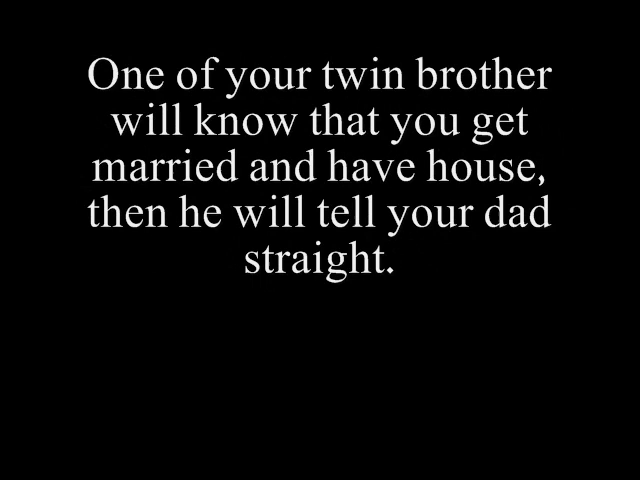 One of your twin brother
will know that you get
married and have house,
then he will tell your dad
straight.